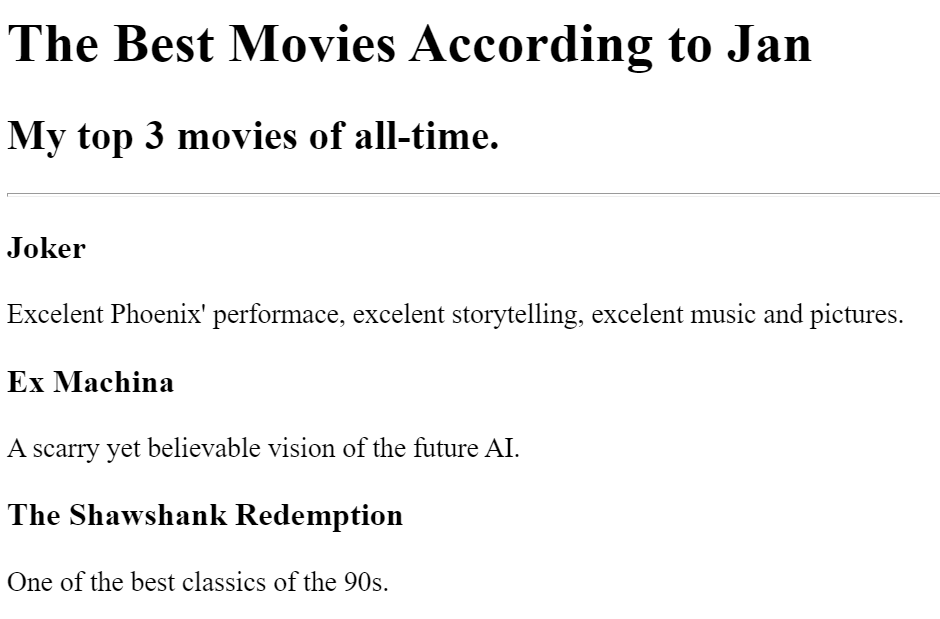 The Best Movies According to Jan
My top 3 movies of all-time.
Joker
Excelent Phoenix' performace, excelent storytelling, excelent music and pictures.
Ex Machina
A scarry yet believable vision of the future AI.
The Shawshank Redemption
One of the best classics of the 90s.